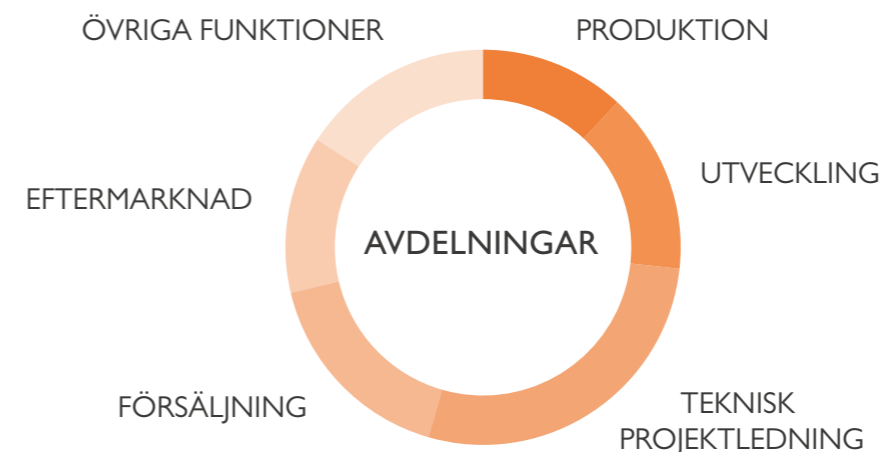 ÖVRIGA FUNKTIONER
PRODUKTION
UTVECKLING
EFTERMARKNAD
AVDELNINGAR
FÖRSÄLJNING
TEKNISK
PROJEKTLEDNING